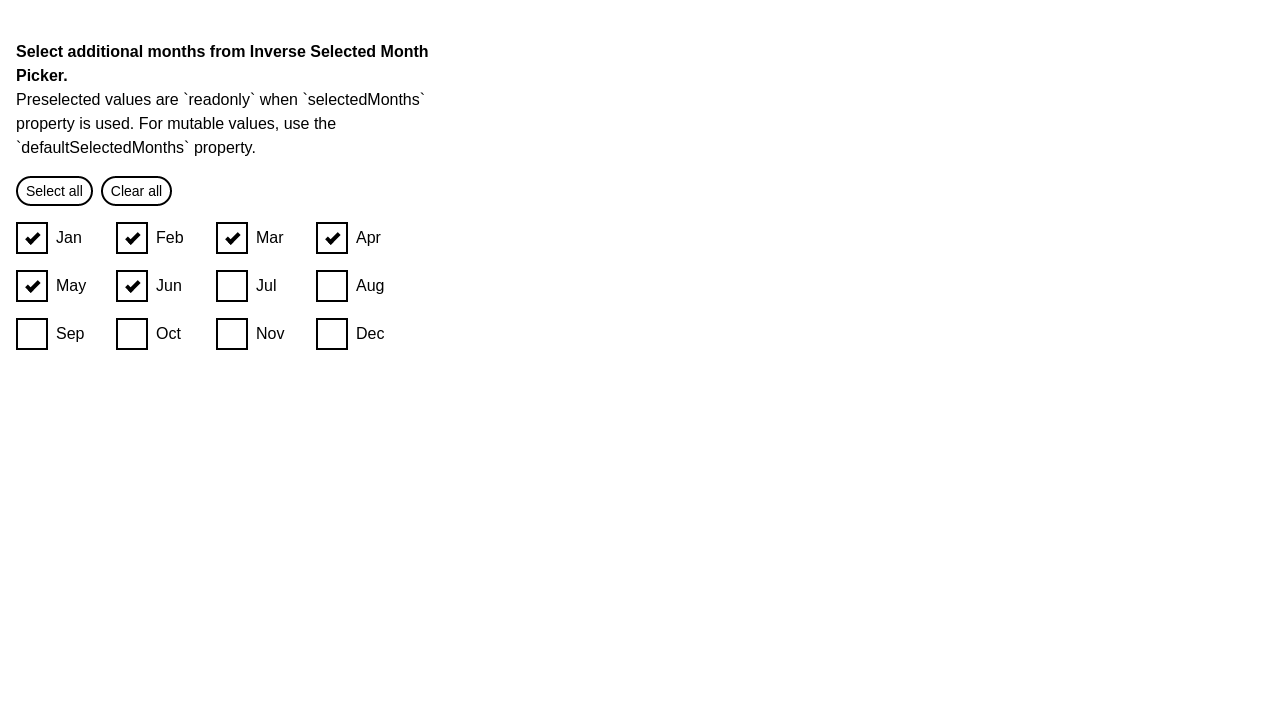 Select additional months from Inverse Selected Month
Picker.
Preselected values are `readonly` when `selectedMonths`
property is used. For mutable values, use the
`defaultSelectedMonths` property.
Select all Clear all
Jan Feb Mar Apr
May Jun Jul Aug
Sep Oct Nov Dec